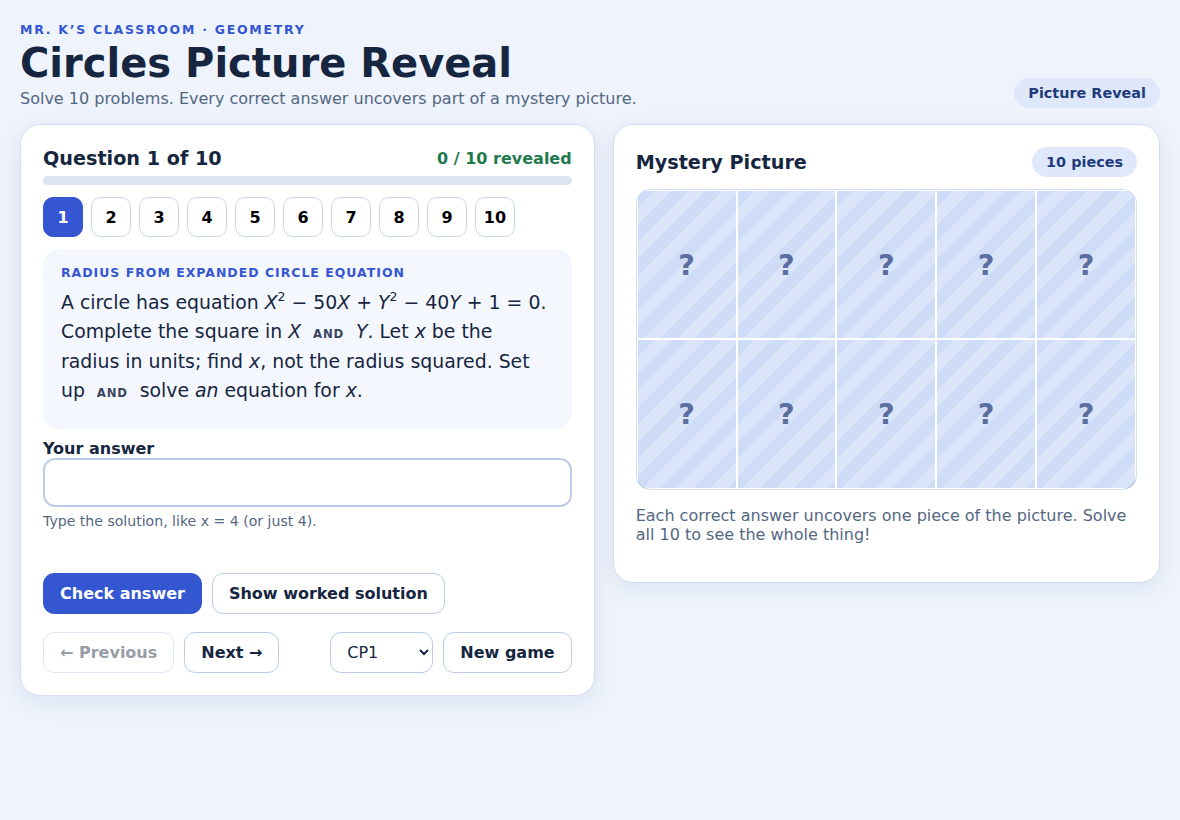 MR. K’S CLASSROOM · GEOMETRY
Circles Picture Reveal
Solve 10 problems. Every correct answer uncovers part of a mystery picture.
Picture Reveal
Question 1 of 10
0 / 10 revealed
1 2 3 4 5 6 7 8 9 10
RADIUS FROM EXPANDED CIRCLE EQUATION
A circle has equation X² − 50X + Y² − 40Y + 1 = 0.
Complete the square in X AND Y. Let x be the
radius in units; find x, not the radius squared. Set
up AND solve an equation for x.
Your answer
Type the solution, like x = 4 (or just 4).
Check answer
Show worked solution
← Previous
Next →
CP1
New game
Mystery Picture
10 pieces
? ? ? ? ?
? ? ? ? ?
Each correct answer uncovers one piece of the picture. Solve
all 10 to see the whole thing!